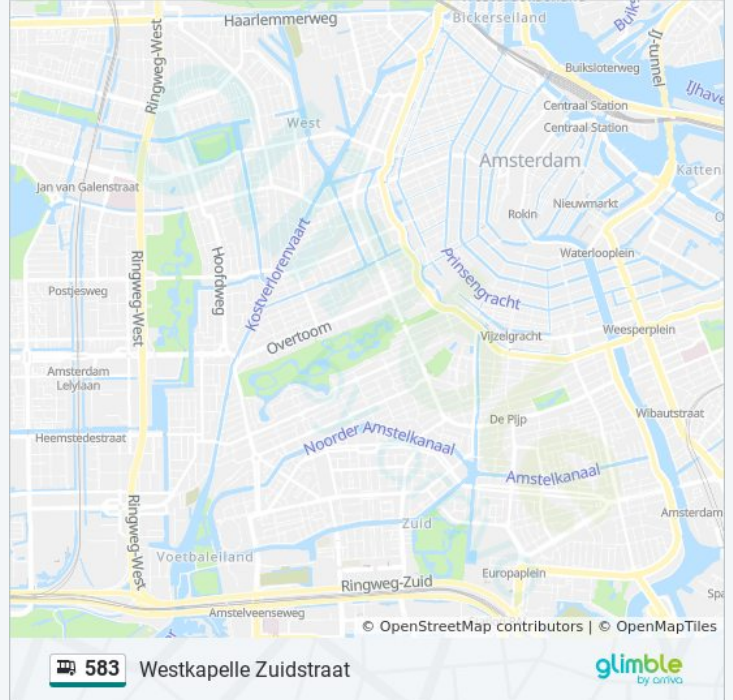 Haarlemmerweg
Bickerseiland
Ringweg-West
Buiks
IJ-tunnel
Buiksloterweg
IJhave
Centraal Station
Centraal Station
West
Amsterdam
Katten
Jan van Galenstraat
Nieuwmarkt
Rokin
O
Kostverlorenvaart
Hoofdweg
Ringweg-West
Waterlooplein
Prinsengracht
Postjesweg
Overtoom
Vijzelgracht
Weesperplein
Amsterdam
Lelylaan
De Pijp
Wibautstraat
Heemstedestraat
Noorder Amstelkanaal
Amstelkanaal
Ringweg-West
Zuid
Amsterdam
Voetbaleiland
Europaplein
Ringweg-Zuid
Spa
Amstelveenseweg
© OpenStreetMap contributors | © OpenMapTiles
583 Westkapelle Zuidstraat
glimble
by arriva